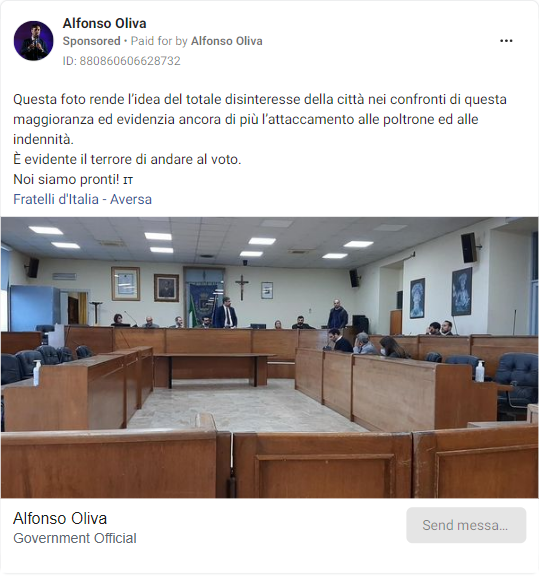 Alfonso Oliva
Sponsored • Paid for by Alfonso Oliva
ID: 880860606628732
Questa foto rende l'idea del totale disinteresse della città nei confronti di questa
maggioranza ed evidenzia ancora di più l'attaccamento alle poltrone ed alle
indennità.
È evidente il terrore di andare al voto.
Noi siamo pronti! IT
Fratelli d'Italia - Aversa
Alfonso Oliva
Government Official
Send messa...